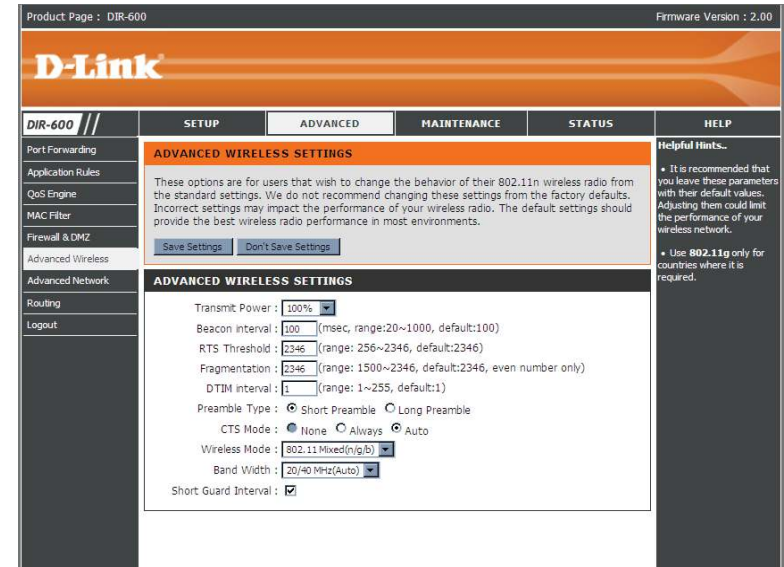 Product Page : DIR-600
Firmware Version : 2.00
D-Link
DIR-600
SETUP
ADVANCED
MAINTENANCE
STATUS
HELP
Port Forwarding
Application Rules
QoS Engine
MAC Filter
Firewall & DMZ
Advanced Wireless
Advanced Network
Routing
Logout
ADVANCED WIRELESS SETTINGS
These options are for users that wish to change the behavior of their 802.11n wireless radio from
the standard settings. We do not recommend changing these settings from the factory defaults.
Incorrect settings may impact the performance of your wireless radio. The default settings should
provide the best wireless radio performance in most environments.
Save Settings
Don't Save Settings
ADVANCED WIRELESS SETTINGS
Transmit Power : 100%
Beacon interval : 100 (msec, range:20~1000, default:100)
RTS Threshold : 2346 (range: 256~2346, default:2346)
Fragmentation : 2346 (range: 1500~2346, default:2346, even number only)
DTIM interval : 1 (range: 1~255, default:1)
Preamble Type : Short Preamble Long Preamble
CTS Mode : None Always Auto
Wireless Mode : 802.11 Mixed(n/g/b)
Band Width : 20/40 MHz(Auto)
Short Guard Interval :
Helpful Hints..
• It is recommended that
you leave these parameters
with their default values.
Adjusting them could limit
the performance of your
wireless network.
• Use 802.11g only for
countries where it is
required.